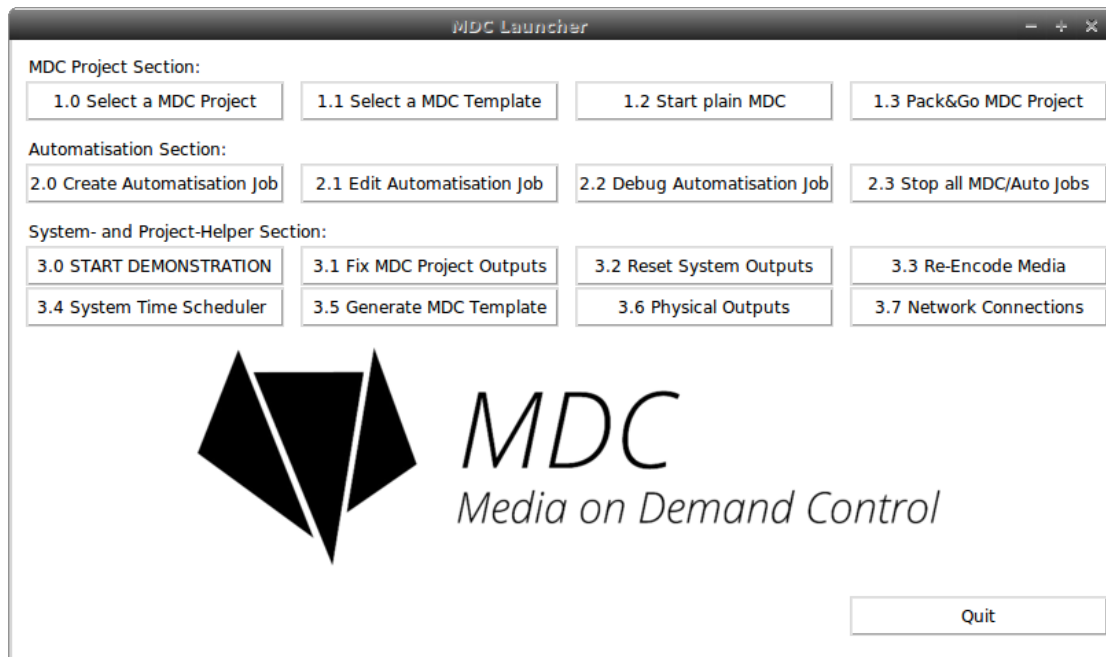 MDC Launcher
MDC Project Section:
1.0 Select a MDC Project 1.1 Select a MDC Template 1.2 Start plain MDC 1.3 Pack&Go MDC Project
Automatisation Section:
2.0 Create Automatisation Job 2.1 Edit Automatisation Job 2.2 Debug Automatisation Job 2.3 Stop all MDC/Auto Jobs
System- and Project-Helper Section:
3.0 START DEMONSTRATION 3.1 Fix MDC Project Outputs 3.2 Reset System Outputs 3.3 Re-Encode Media
3.4 System Time Scheduler 3.5 Generate MDC Template 3.6 Physical Outputs 3.7 Network Connections
MDC
Media on Demand Control
Quit